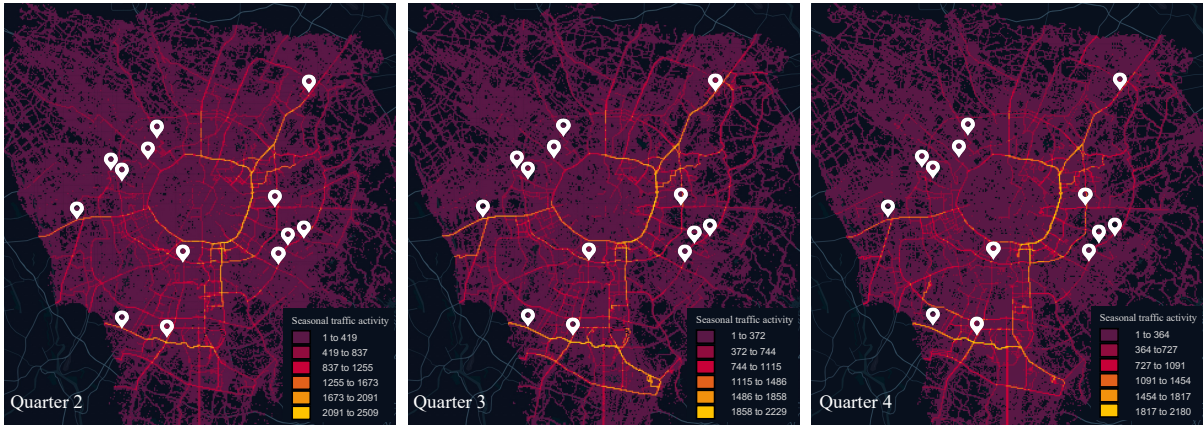 Seasonal traffic activity
1 to 419
419 to 837
837 to 1255
1255 to 1673
1673 to 2091
2091 to 2509
Quarter 2
Seasonal traffic activity
1 to 372
372 to 744
744 to 1115
1115 to 1486
1486 to 1858
1858 to 2229
Quarter 3
Seasonal traffic activity
1 to 364
364 to727
727 to 1091
1091 to 1454
1454 to 1817
1817 to 2180
Quarter 4